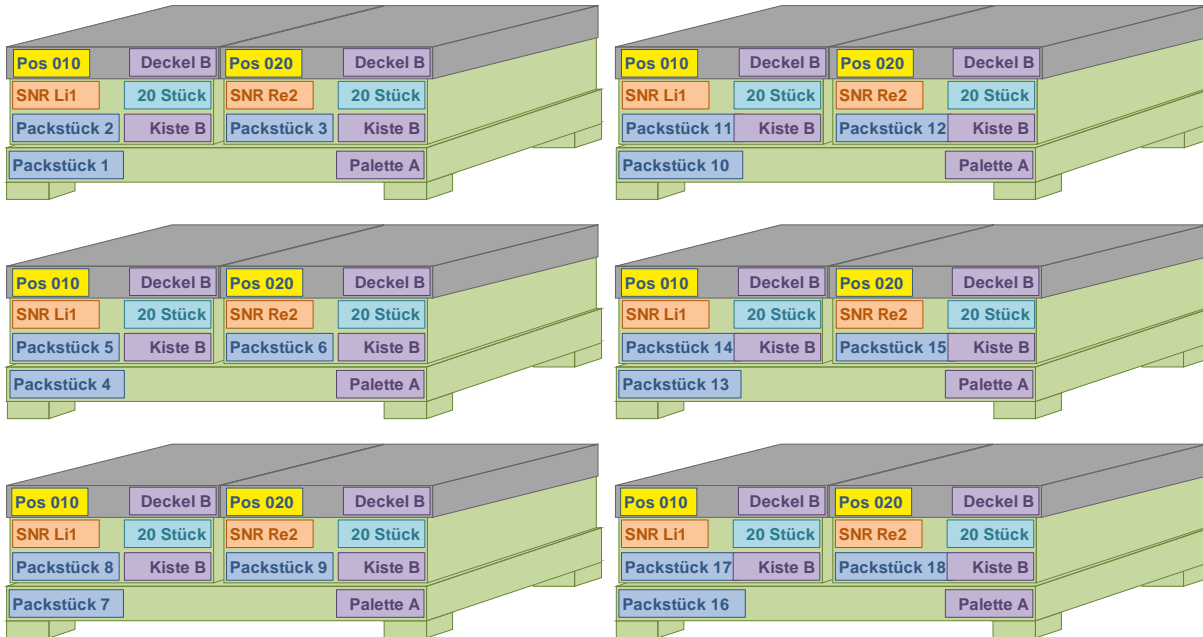 Pos 010 Deckel B Pos 020 Deckel B
SNR Li1 20 Stück SNR Re2 20 Stück
Packstück 2 Kiste B Packstück 3 Kiste B
Packstück 1 Palette A
Pos 010 Deckel B Pos 020 Deckel B
SNR Li1 20 Stück SNR Re2 20 Stück
Packstück 11 Kiste B Packstück 12 Kiste B
Packstück 10 Palette A
Pos 010 Deckel B Pos 020 Deckel B
SNR Li1 20 Stück SNR Re2 20 Stück
Packstück 5 Kiste B Packstück 6 Kiste B
Packstück 4 Palette A
Pos 010 Deckel B Pos 020 Deckel B
SNR Li1 20 Stück SNR Re2 20 Stück
Packstück 14 Kiste B Packstück 15 Kiste B
Packstück 13 Palette A
Pos 010 Deckel B Pos 020 Deckel B
SNR Li1 20 Stück SNR Re2 20 Stück
Packstück 8 Kiste B Packstück 9 Kiste B
Packstück 7 Palette A
Pos 010 Deckel B Pos 020 Deckel B
SNR Li1 20 Stück SNR Re2 20 Stück
Packstück 17 Kiste B Packstück 18 Kiste B
Packstück 16 Palette A